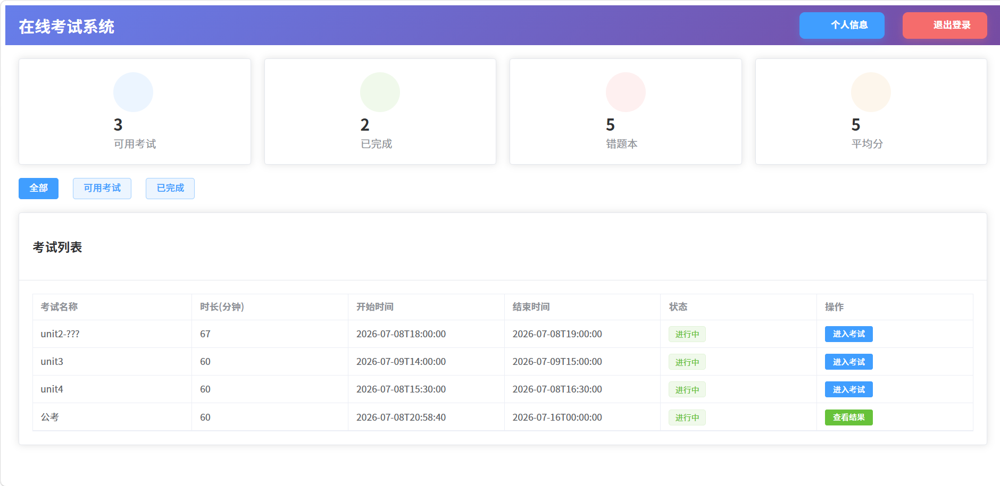 在线考试系统
个人信息
退出登录
3
可用考试
2
已完成
5
错题本
5
平均分
全部
可用考试
已完成
考试列表
考试名称 时长(分钟) 开始时间 结束时间 状态 操作
unit2-??? 67 2026-07-08T18:00:00 2026-07-08T19:00:00 进行中 进入考试
unit3 60 2026-07-09T14:00:00 2026-07-09T15:00:00 进行中 进入考试
unit4 60 2026-07-08T15:30:00 2026-07-08T16:30:00 进行中 进入考试
公考 60 2026-07-08T20:58:40 2026-07-16T00:00:00 进行中 查看结果